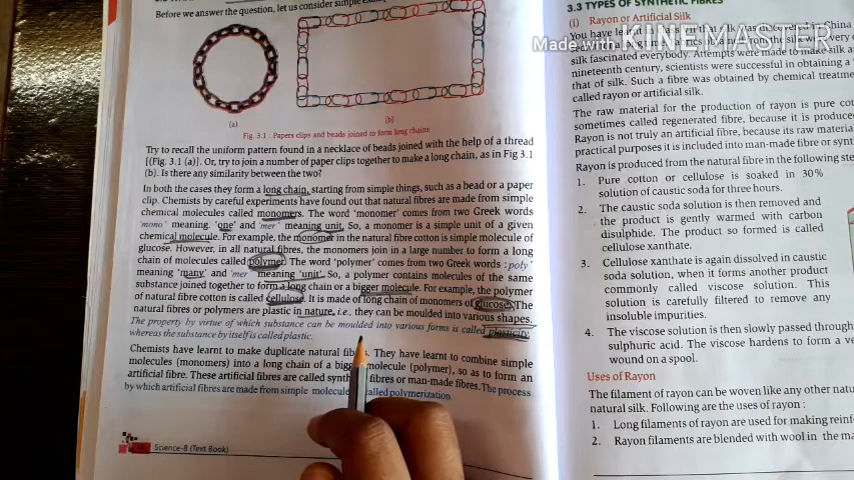 Before we answer the question, let us consider simple
(a)
(b)
Fig. 3.1 : Papers clips and beads joined to form long chains
Try to recall the uniform pattern found in a necklace of beads joined with the help of a thread
[(Fig. 3.1 (a)]. Or, try to join a number of paper clips together to make a long chain, as in Fig 3.1
(b). Is there any similarity between the two?
In both the cases they form a long chain, starting from simple things, such as a bead or a paper
clip. Chemists by careful experiments have found out that natural fibres are made from simple
chemical molecules called monomers. The word 'monomer' comes from two Greek words
'mono' meaning 'one' and 'mer' meaning unit. So, a monomer is a simple unit of a given
chemical molecule. For example, the monomer in the natural fibre cotton is simple molecule of
glucose. However, in all natural fibres, the monomers join in a large number to form a long
chain of molecules called polymer. The word 'polymer' comes from two Greek words : poly'
meaning 'many' and 'mer' meaning 'unit'. So, a polymer contains molecules of the same
substance joined together to form a long chain or a bigger molecule. For example, the polymer
of natural fibre cotton is called cellulose. It is made of long chain of monomers of glucose. The
natural fibres or polymers are plastic in nature, i.e., they can be moulded into various shapes.
The property by virtue of which substance can be moulded into various forms is called plasticity
whereas the substance by itself is called plastic.
Chemists have learnt to make duplicate natural They have learnt to combine simple
molecules (monomers) into a long chain of a molecule (polymer), so as to form an
artificial fibre. These artificial fibres are called fibres or man-made fibres. The process
by which artificial fibres are made from simple called polymerization.
Science-8 (Text Book)
3.3 TYPES OF SYNTHETIC FIBRES
Made with KINEMASTER
(i) Rayon or Artificial Silk
You have in China
silk fascinated everybody. Attempts were made to make silk
nineteenth century, scientists were successful in obtaining a
that of silk. Such a fibre was obtained by chemical
called rayon or artificial silk.
The raw material for the production of rayon is pure
sometimes called regenerated fibre, because it is
Rayon is not truly an artificial fibre, because its raw
practical purposes it is included into man-made fibre or
Rayon is produced from the natural fibre in the following
1. Pure cotton or cellulose is soaked in 30%
solution of caustic soda for three hours.
2. The caustic soda solution is then removed and
the product is gently warmed with carbon
disulphide. The product so formed is called
cellulose xanthate.
3. Cellulose xanthate is again dissolved in caustic
soda solution, when it forms another product
commonly called viscose solution. This
solution is carefully filtered to remove any
insoluble impurities.
4. The viscose solution is then slowly passed through
sulphuric acid. The viscose hardens to form a
wound on a spool.
Uses of Rayon
The filament of rayon can be woven like any other
natural silk. Following are the uses of rayon :
1. Long filaments of rayon are used for making
2. Rayon filaments are blended with wool in the